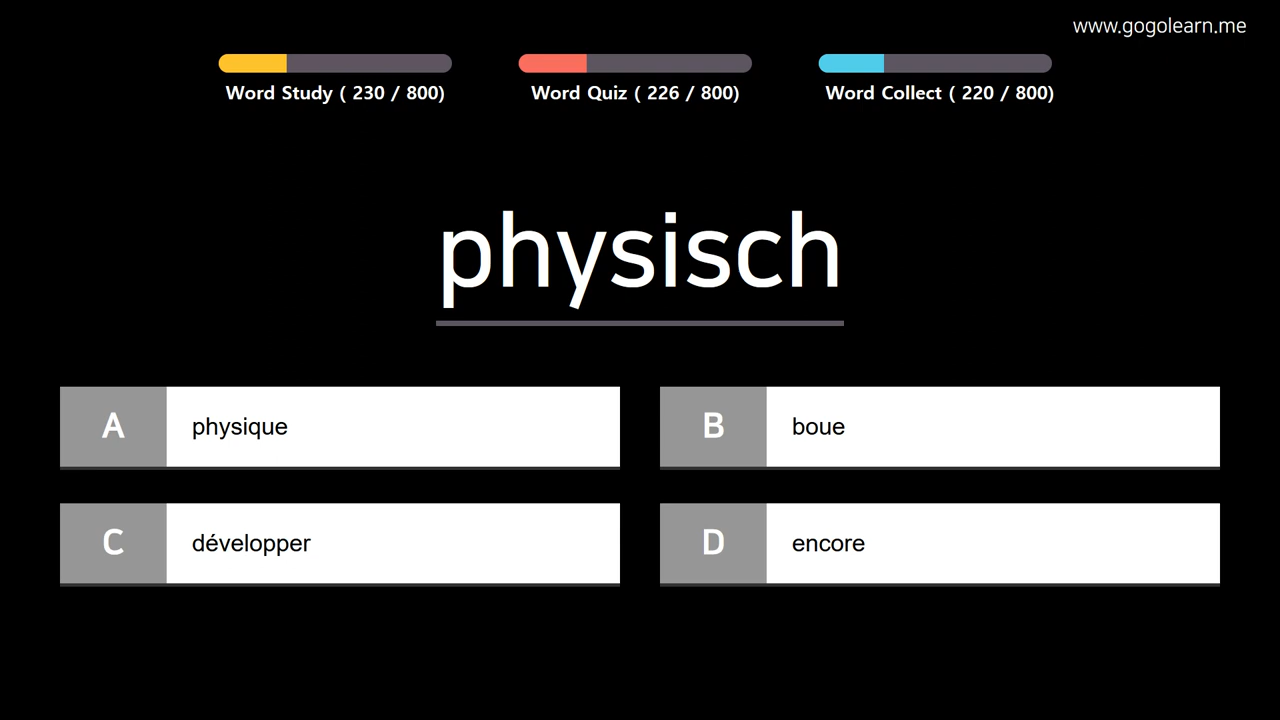 www.gogolearn.me
Word Study ( 230 / 800)
Word Quiz ( 226 / 800)
Word Collect ( 220 / 800)
physisch
A physique
B boue
C développer
D encore